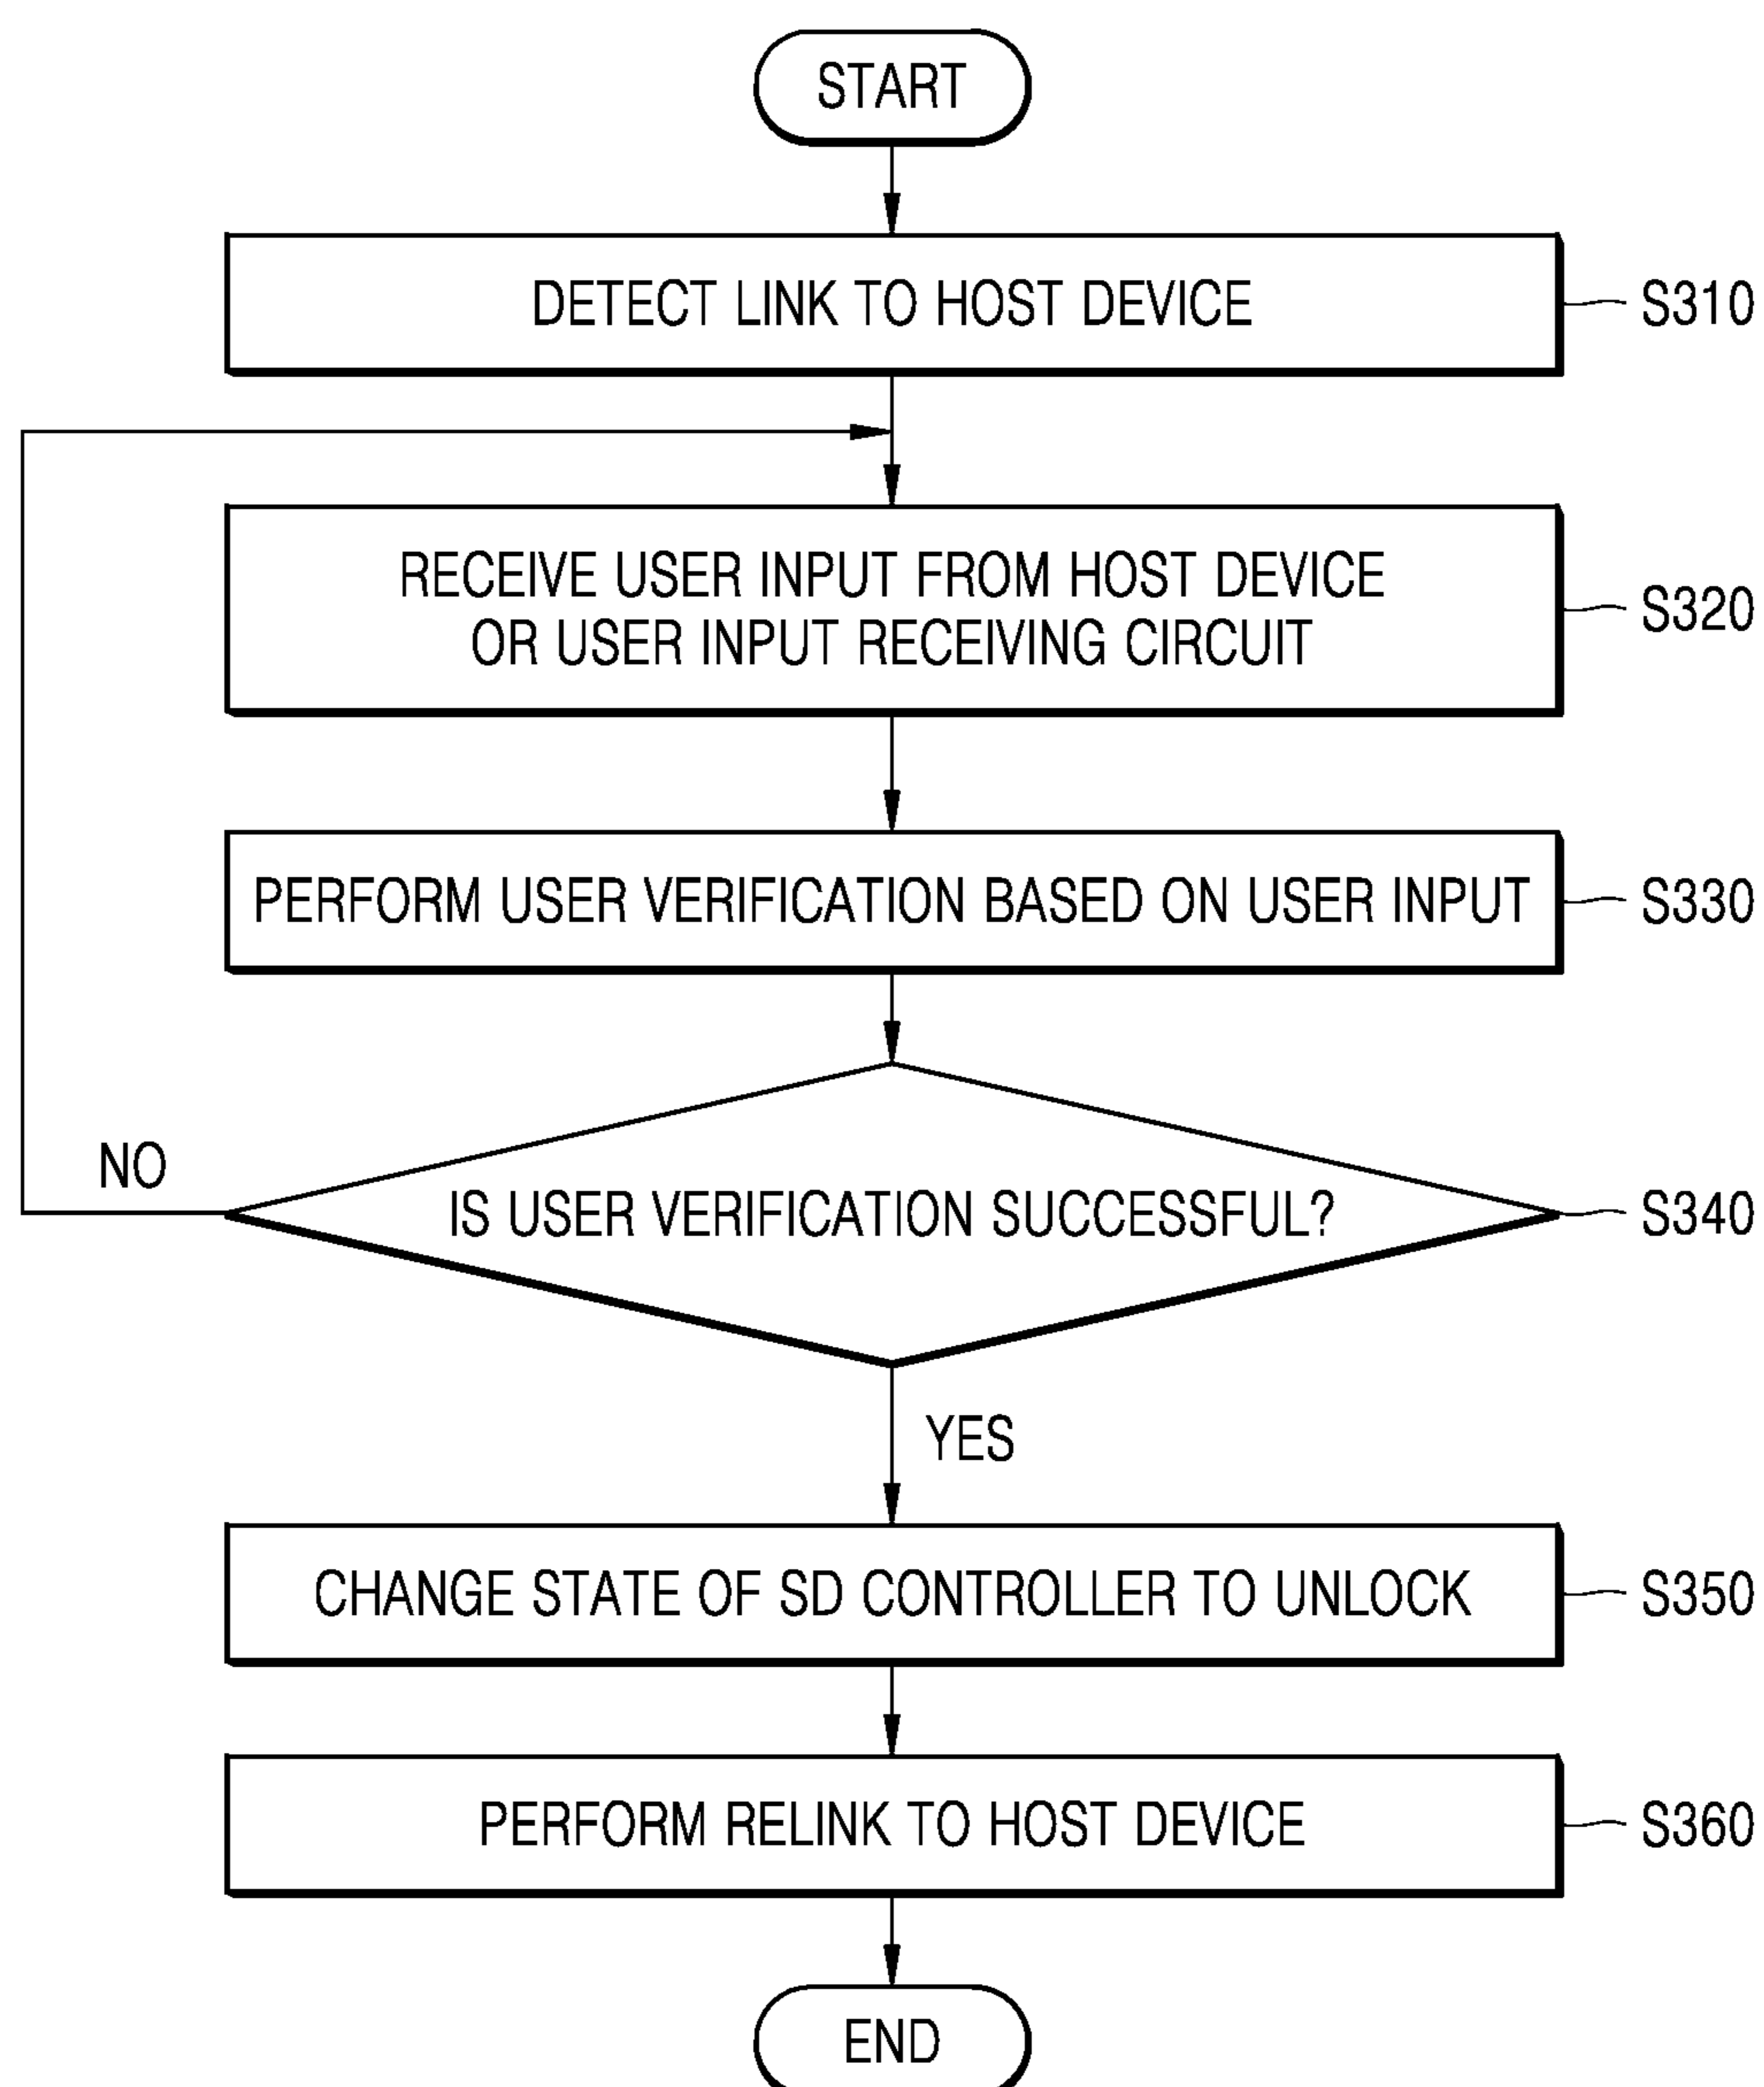 START
DETECT LINK TO HOST DEVICE
S310
RECEIVE USER INPUT FROM HOST DEVICE
OR USER INPUT RECEIVING CIRCUIT
S320
PERFORM USER VERIFICATION BASED ON USER INPUT
S330
NO
IS USER VERIFICATION SUCCESSFUL?
S340
YES
CHANGE STATE OF SD CONTROLLER TO UNLOCK
S350
PERFORM RELINK TO HOST DEVICE
S360
END